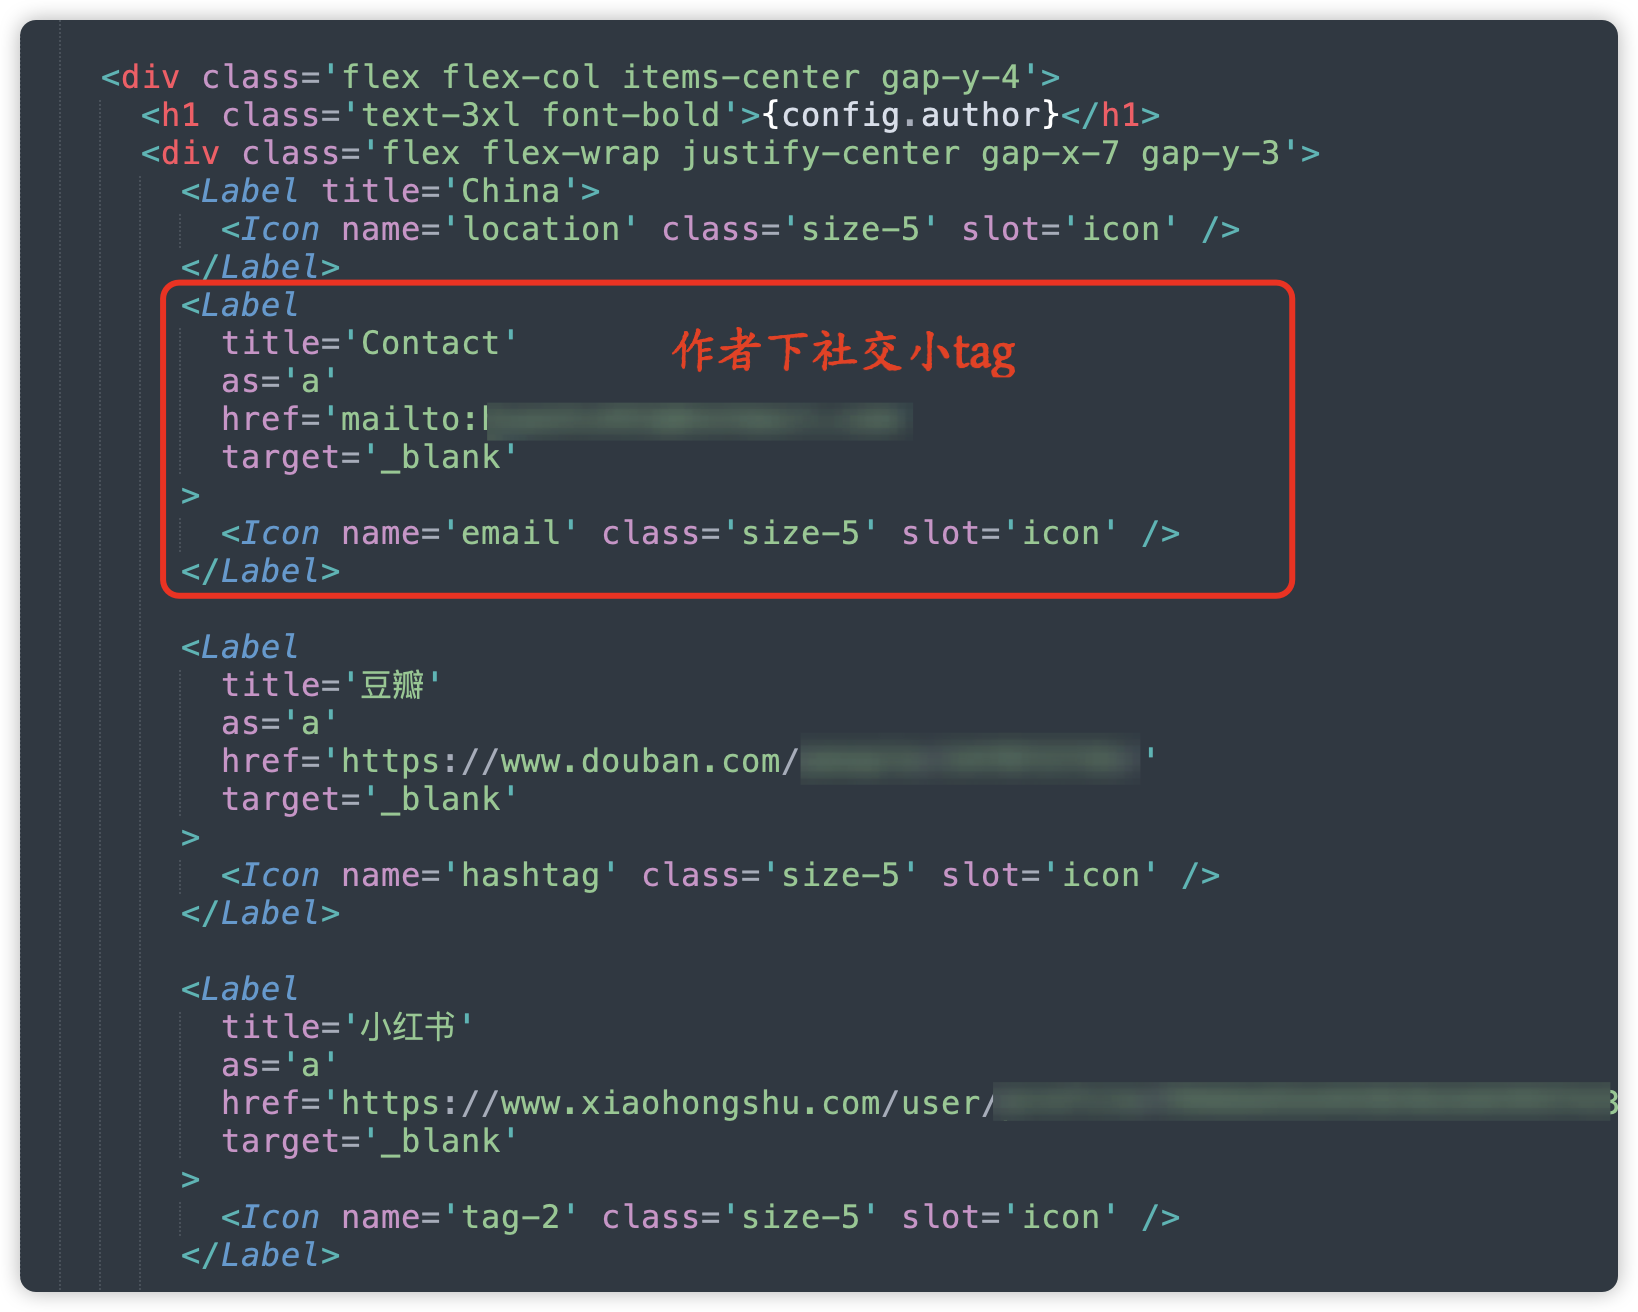 <div class='flex flex-col items-center gap-y-4'>
<h1 class='text-3xl font-bold'>{config.author}</h1>
<div class='flex flex-wrap justify-center gap-x-7 gap-y-3'>
<Label title='China'>
<Icon name='location' class='size-5' slot='icon' />
</Label>
<Label
title='Contact'
作者下社交小tag
as='a'
href='mailto:
target='_blank'
>
<Icon name='email' class='size-5' slot='icon' />
</Label>
<Label
title='豆瓣'
as='a'
href='https://www.douban.com/ '
target='_blank'
>
<Icon name='hashtag' class='size-5' slot='icon' />
</Label>
<Label
title='小红书'
as='a'
href='https://www.xiaohongshu.com/user/
target='_blank'
>
<Icon name='tag-2' class='size-5' slot='icon' />
</Label>